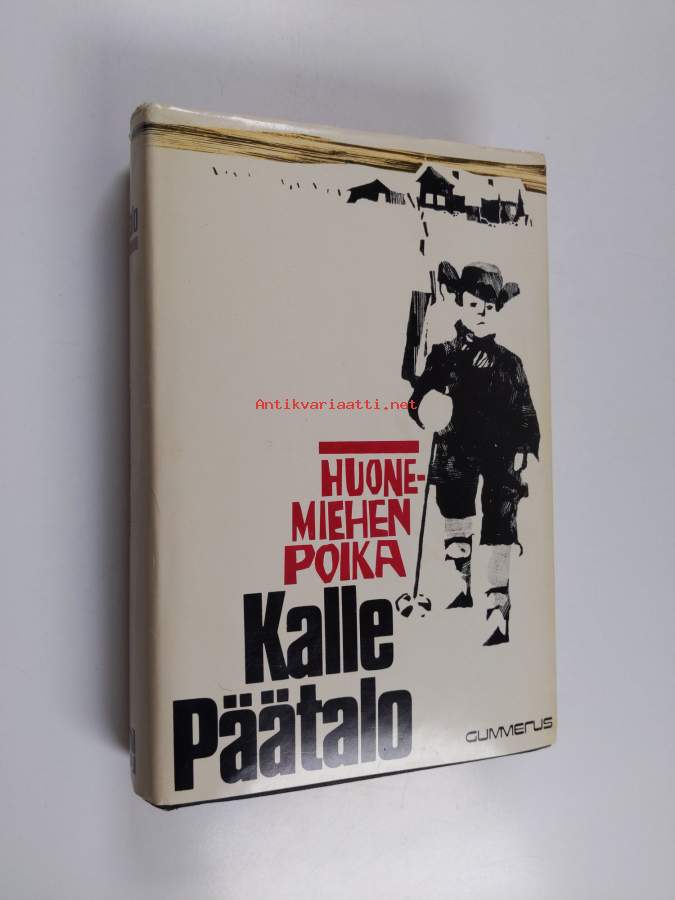 Antikvariaatti.net
HUONE-
MIEHEN
POIKA
Kalle
Päätalo
GUMMERUS